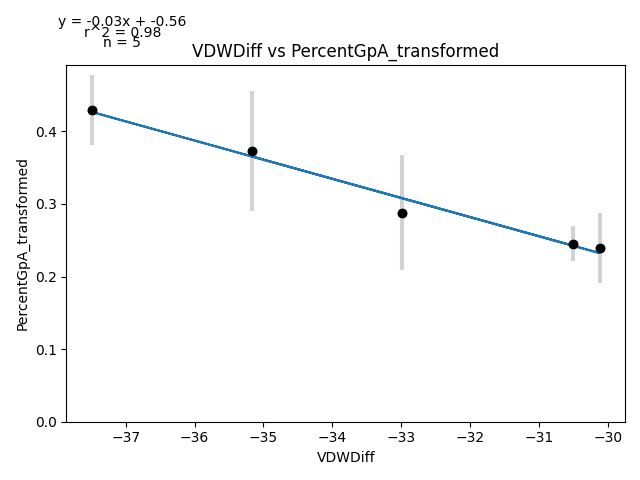 y = -0.03x + -0.56
r^2 = 0.98
n = 5
VDWDiff vs PercentGpA_transformed
PercentGpA_transformed
0.4
0.3
0.2
0.1
0.0
−37 −36 −35 −34 −33 −32 −31 −30
VDWDiff